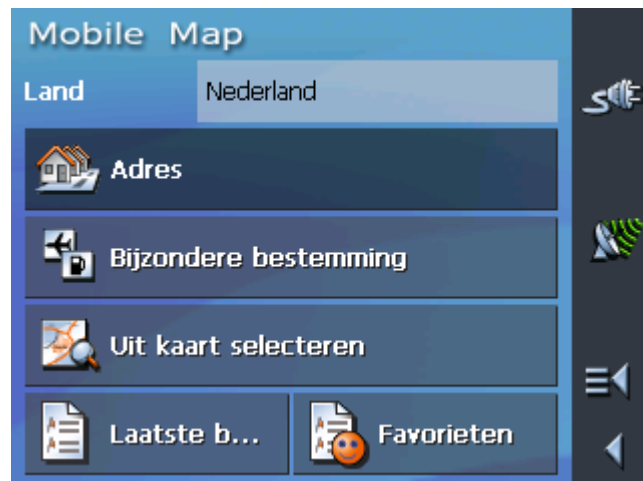 Mobile Map
Land Nederland
Adres
Bijzondere bestemming
Uit kaart selecteren
Laatste b... Favorieten